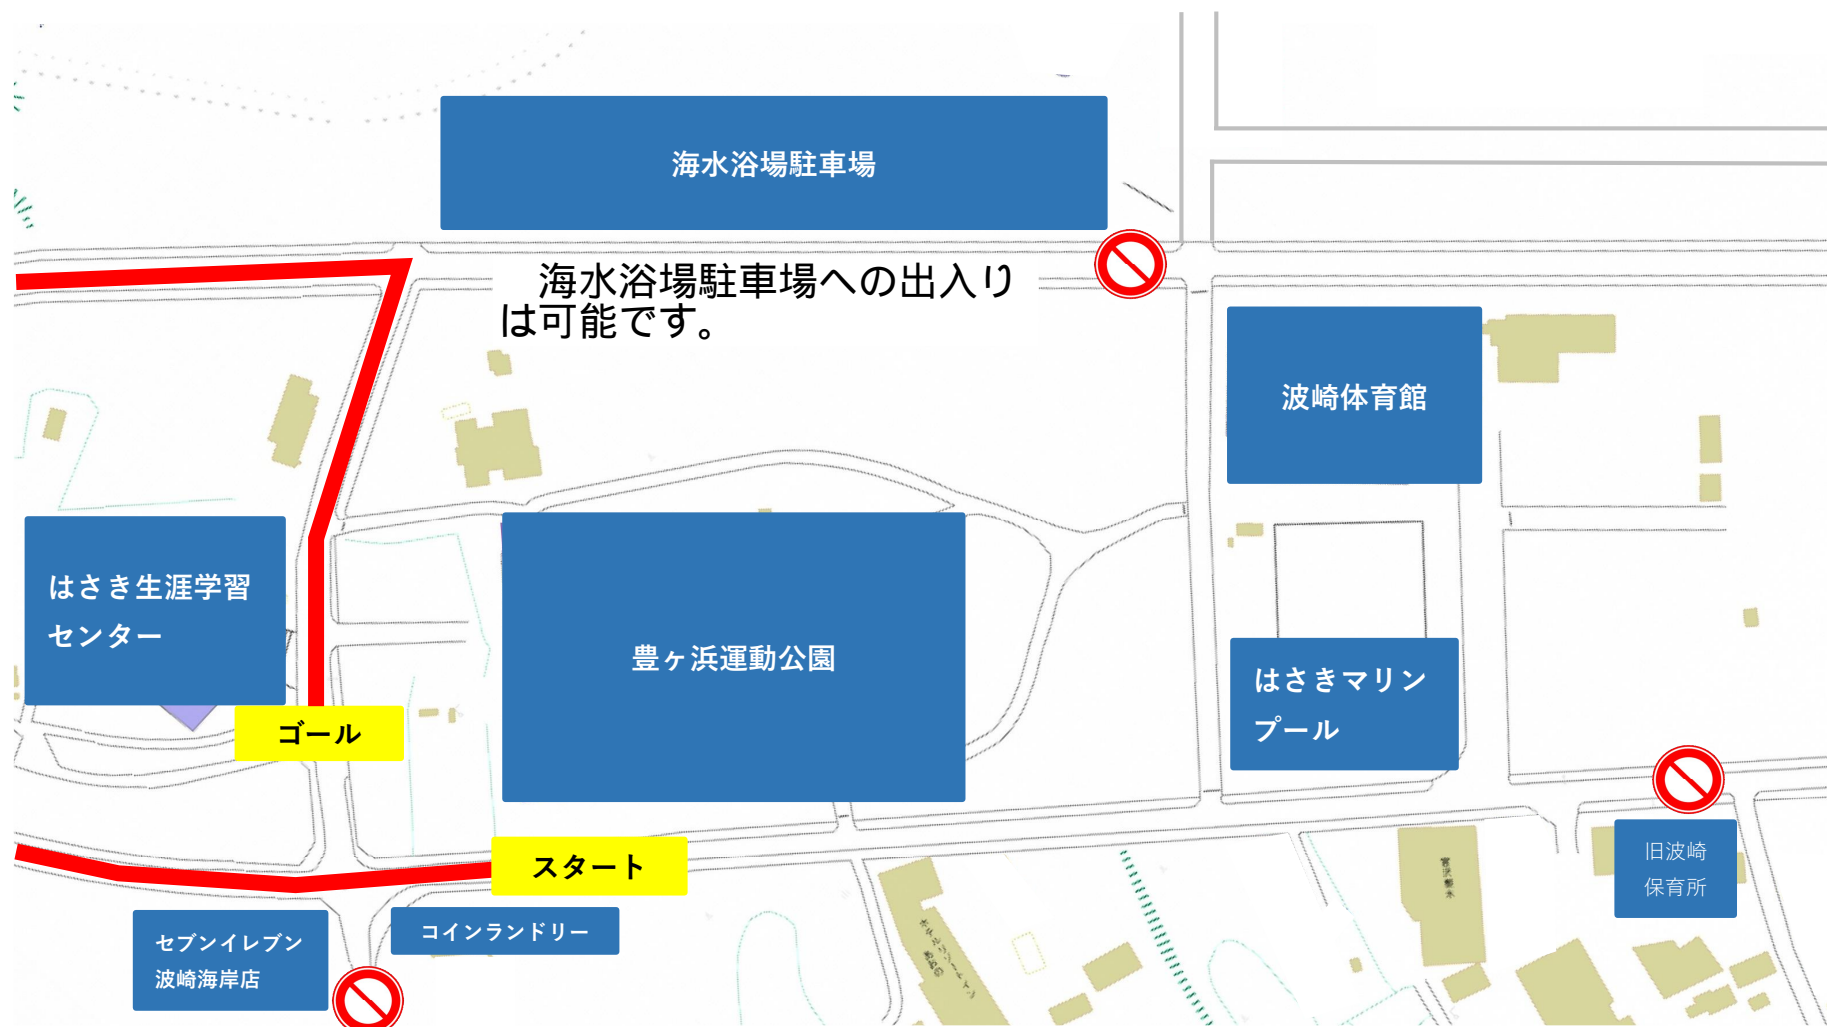 海水浴場駐車場
海水浴場駐車場への出入り
は可能です。
波崎体育館
はさき生涯学習
センター
豊ヶ浜運動公園
はさきマリン
プール
ゴール
スタート
旧波崎
保育所
コインランドリー
セブンイレブン
波崎海岸店